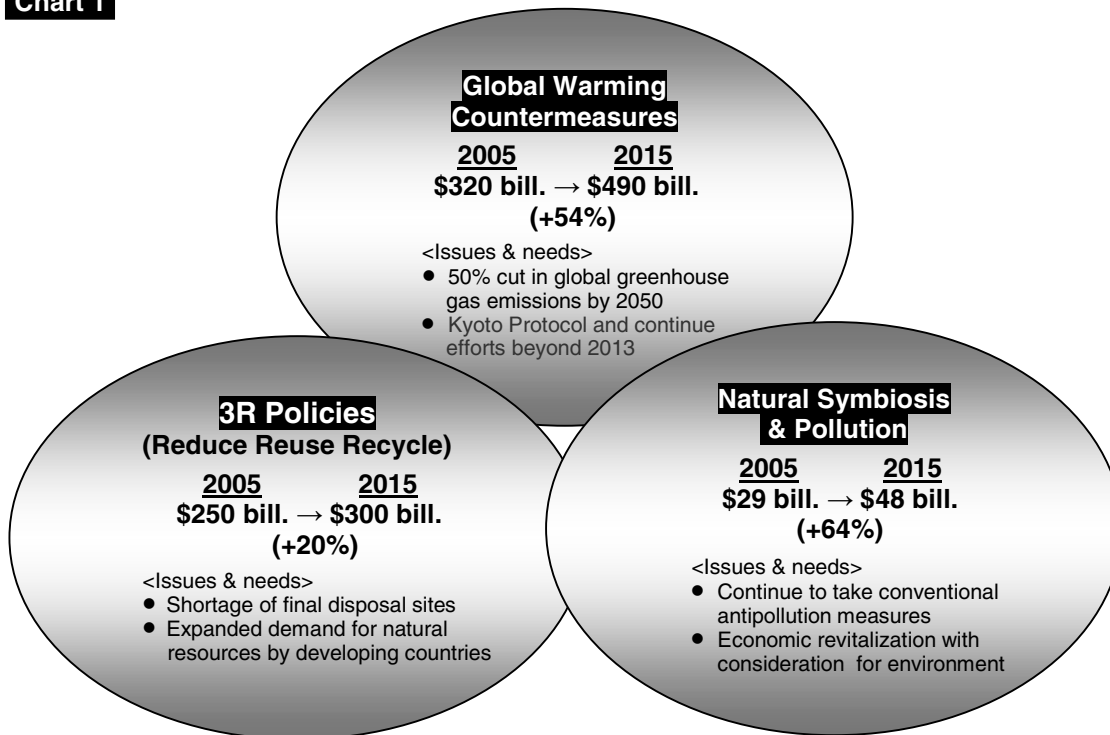 Chart 1
Global Warming
Countermeasures
2005 2015
$320 bill. → $490 bill.
(+54%)
<Issues & needs>
● 50% cut in global greenhouse
gas emissions by 2050
● Kyoto Protocol and continue
efforts beyond 2013
3R Policies
(Reduce Reuse Recycle)
2005 2015
$250 bill. → $300 bill.
(+20%)
<Issues & needs>
● Shortage of final disposal sites
● Expanded demand for natural
resources by developing countries
Natural Symbiosis
& Pollution
2005 2015
$29 bill. → $48 bill.
(+64%)
<Issues & needs>
● Continue to take conventional
antipollution measures
● Economic revitalization with
consideration for environment